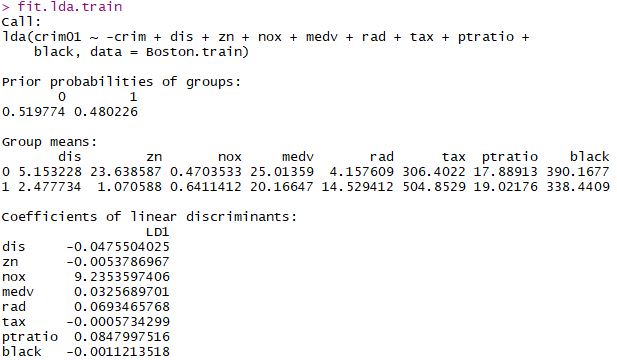 > fit.lda.train
Call:
lda(crim01 ~ -crim + dis + zn + nox + medv + rad + tax + ptratio +
    black, data = Boston.train)

Prior probabilities of groups:
       0        1
0.519774 0.480226

Group means:
       dis        zn       nox     medv       rad      tax  ptratio    black
0 5.153228 23.638587 0.4703533 25.01359  4.157609 306.4022 17.88913 390.1677
1 2.477734  1.070588 0.6411412 20.16647 14.529412 504.8529 19.02176 338.4409

Coefficients of linear discriminants:
                  LD1
dis     -0.0475504025
zn      -0.0053786967
nox      9.2353597406
medv     0.0325689701
rad      0.0693465768
tax     -0.0005734299
ptratio  0.0847997516
black   -0.0011213518